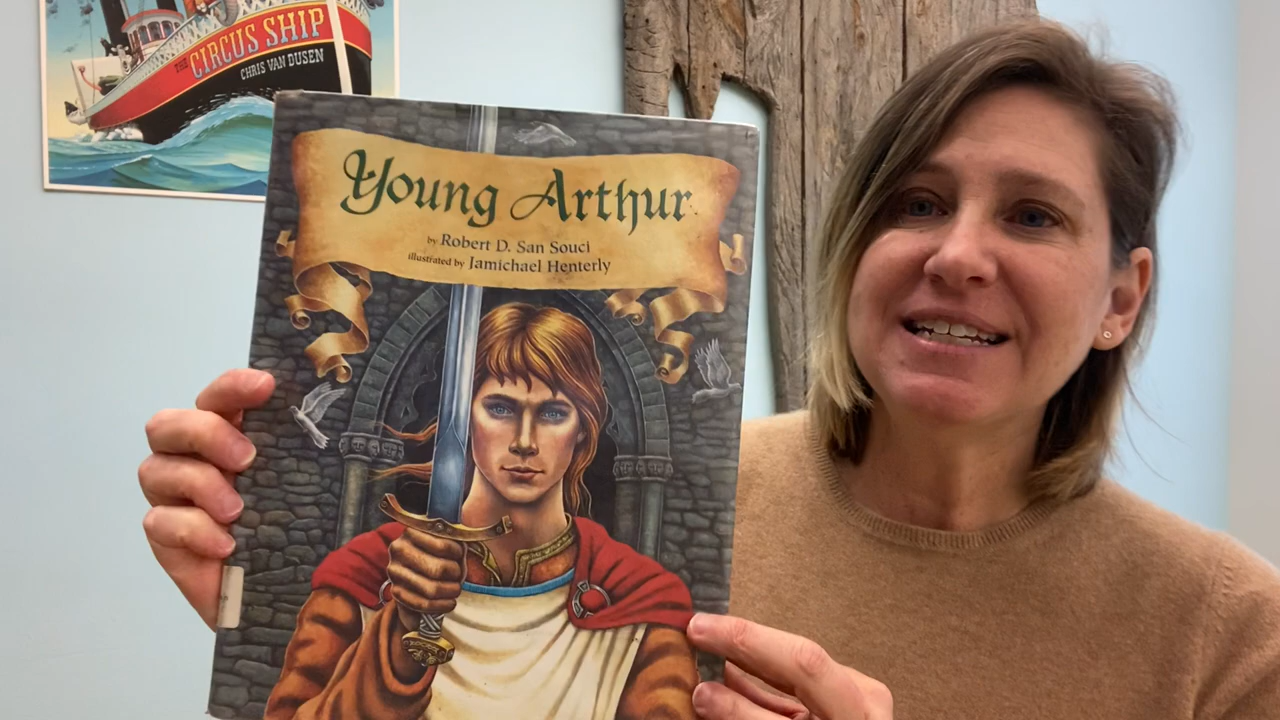 THE CIRCUS SHIP
CHRIS VAN DUSEN
Young Arthur
by Robert D. San Souci
illustrated by Jamichael Henterly